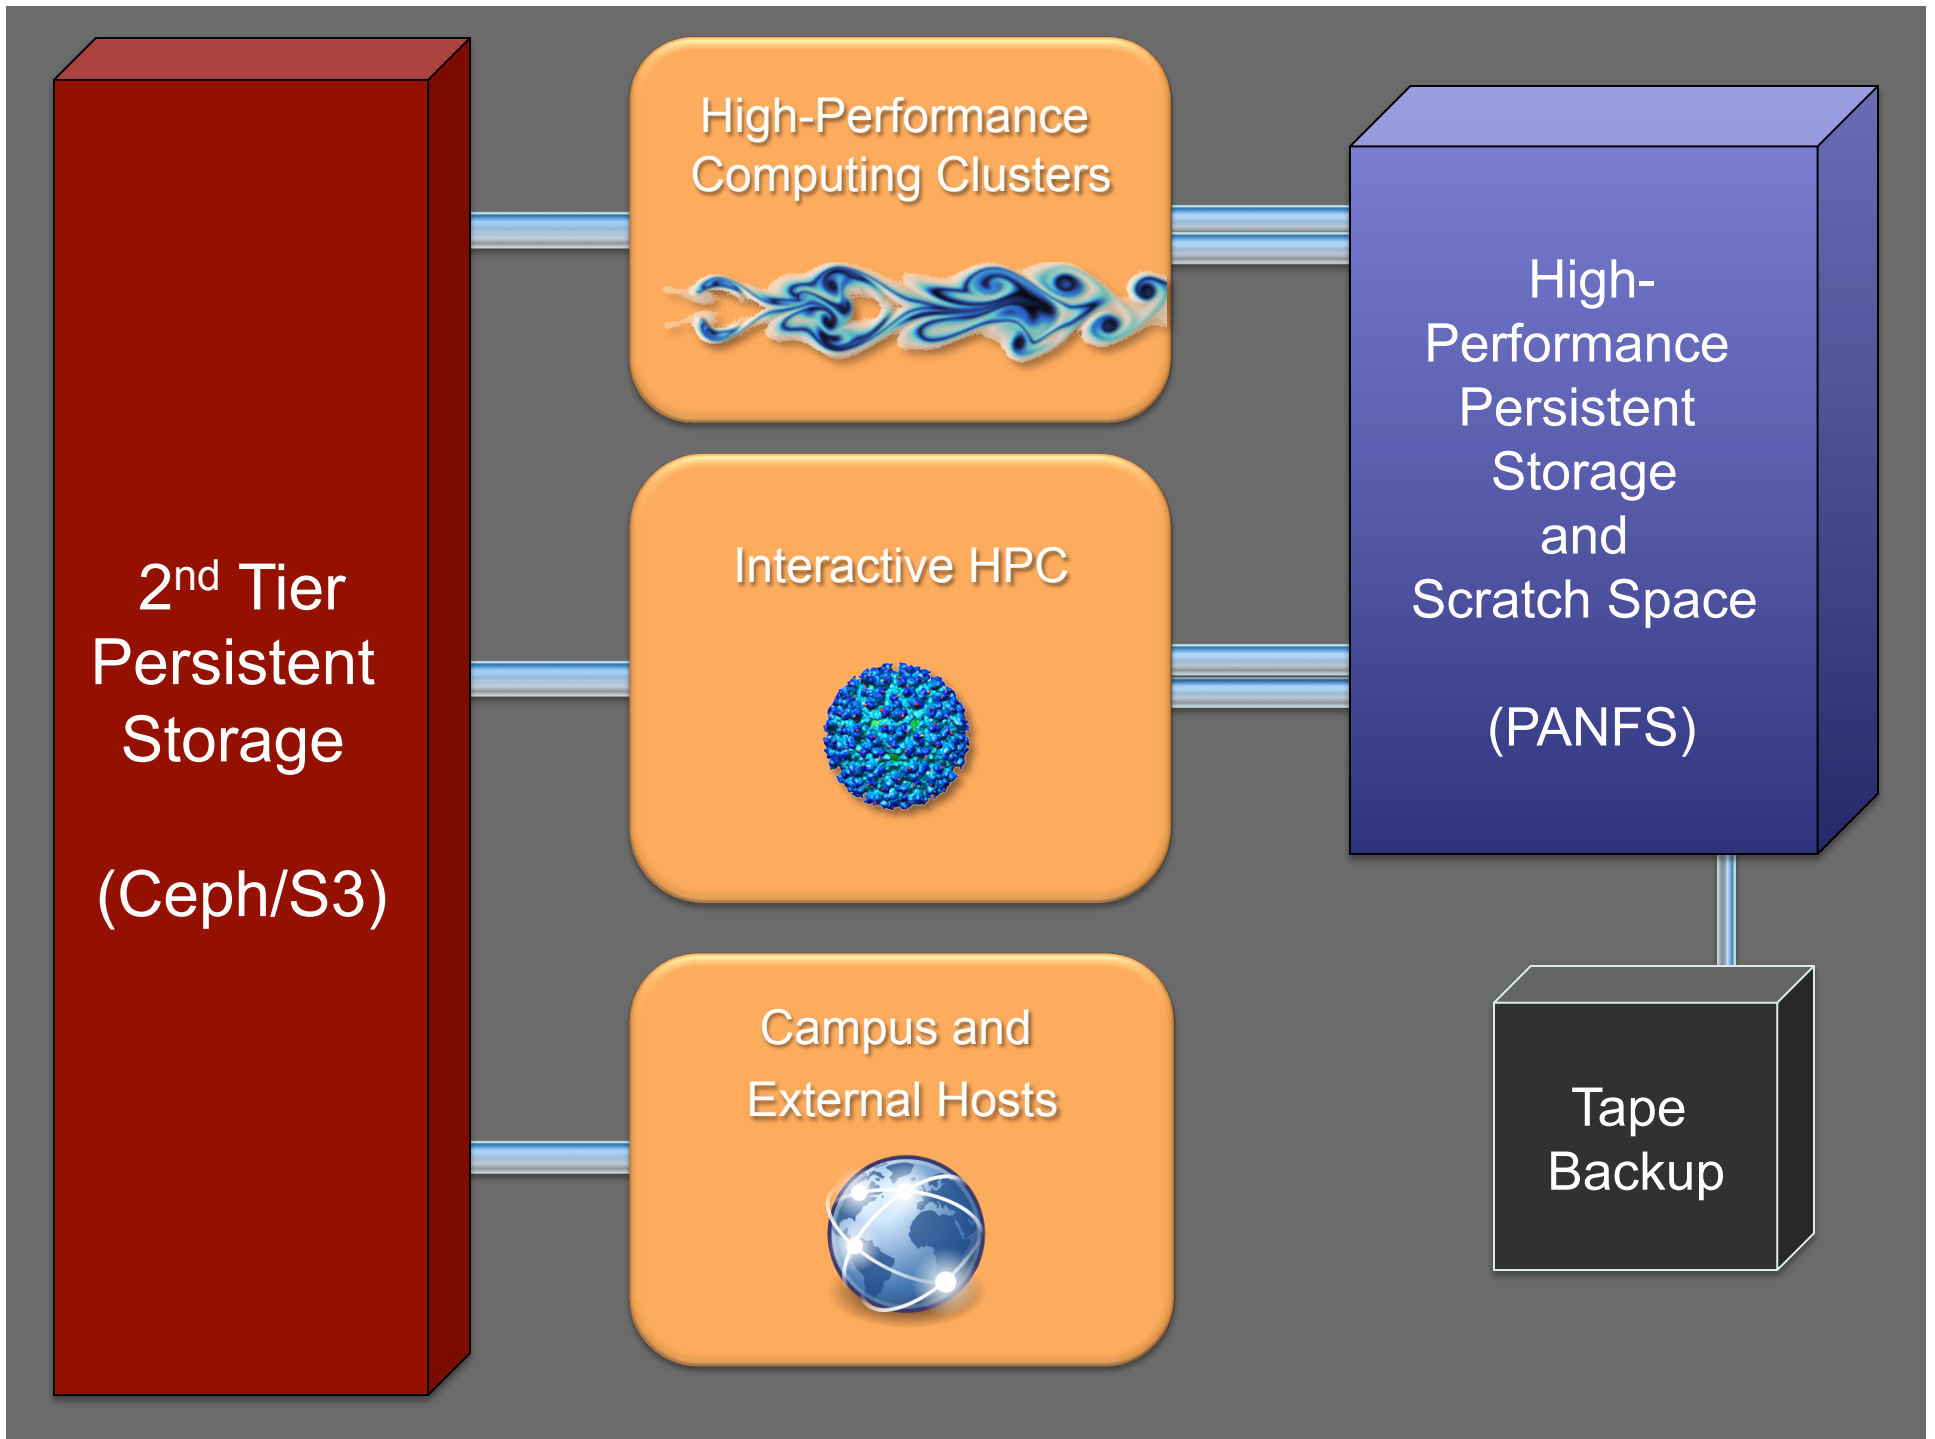 2nd Tier
Persistent
Storage
(Ceph/S3)
High-Performance
Computing Clusters
Interactive HPC
Campus and
External Hosts
High-
Performance
Persistent
Storage
and
Scratch Space
(PANFS)
Tape
Backup